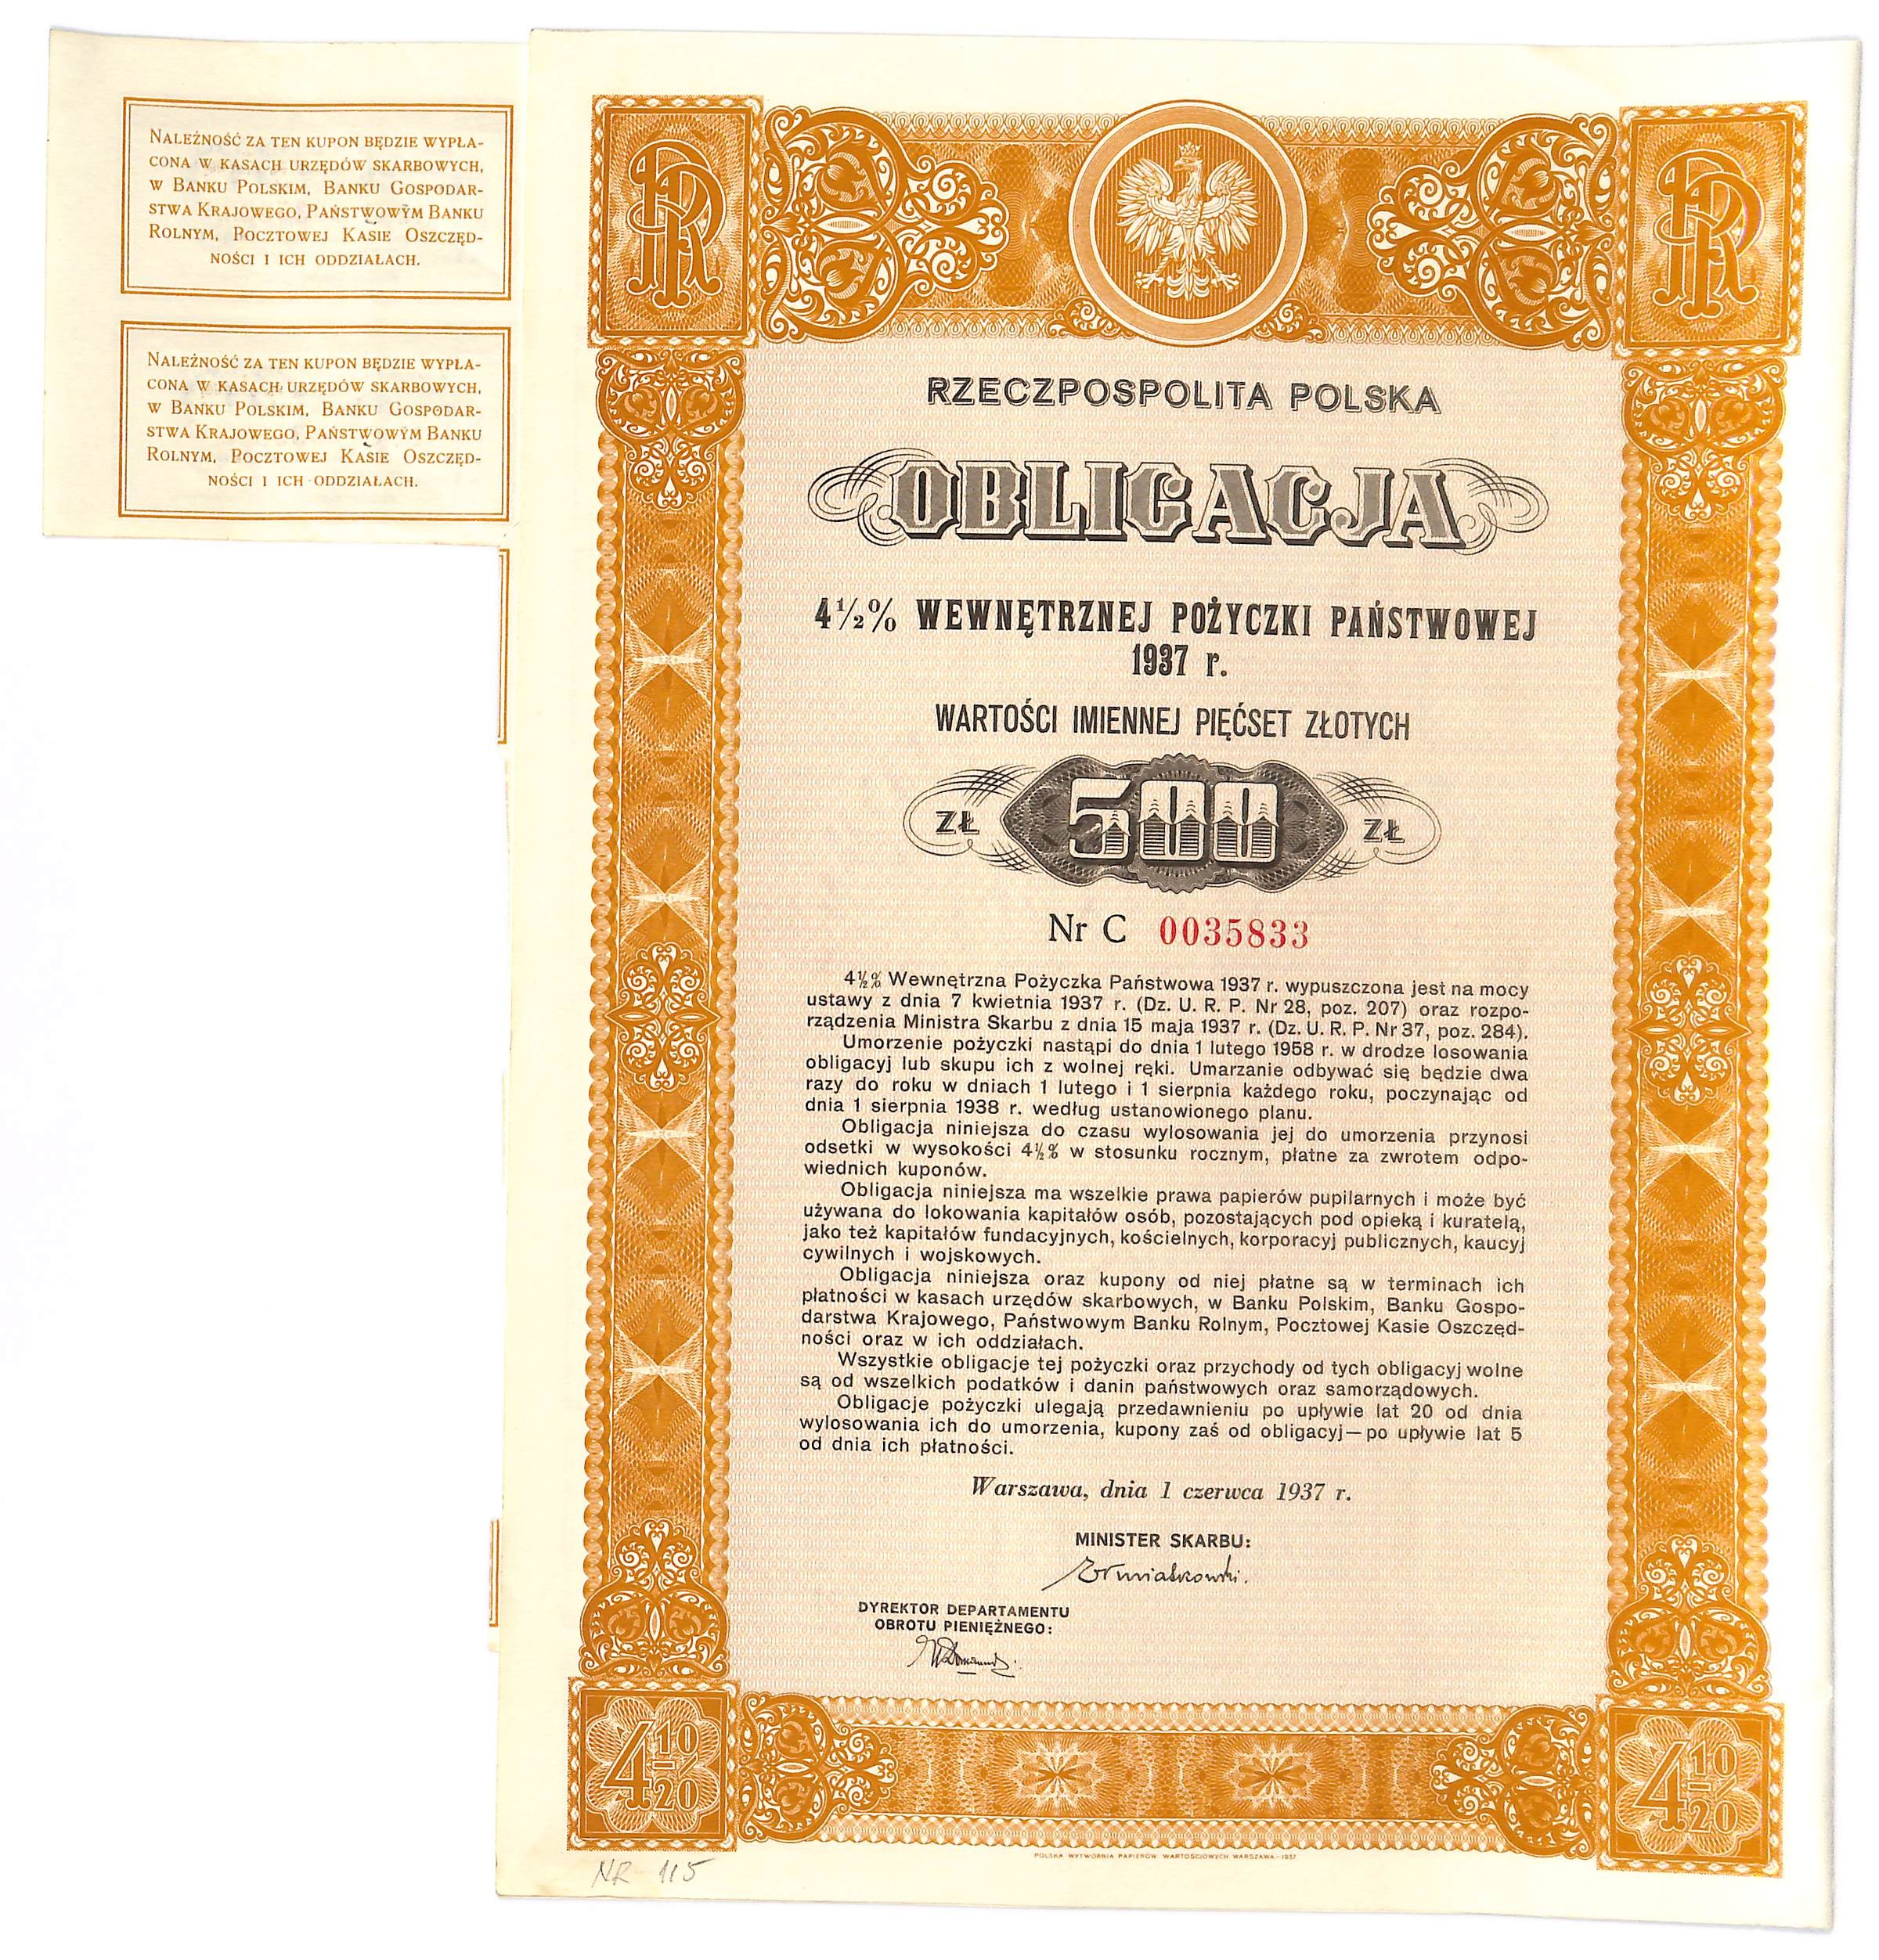 NALEŻNOŚĆ ZA TEN KUPON BĘDZIE WYPŁA-
CONA W KASACH URZĘDÓW SKARBOWYCH,
W BANKU POLSKIM, BANKU GOSPODAR-
STWA KRAJOWEGO, PAŃSTWOWYM BANKU
ROLNYM, POCZTOWEJ KASIE OSZCZĘD-
NOŚCI I ICH ODDZIAŁACH.
NALEŻNOŚĆ ZA TEN KUPON BĘDZIE WYPŁA-
CONA W KASACH URZĘDÓW SKARBOWYCH,
W BANKU POLSKIM, BANKU GOSPODAR-
STWA KRAJOWEGO, PAŃSTWOWYM BANKU
ROLNYM, POCZTOWEJ KASIE OSZCZĘD-
NOŚCI I ICH ODDZIAŁACH.
RP
RP
RZECZPOSPOLITA POLSKA
OBLIGACJA
4½% WEWNĘTRZNEJ POŻYCZKI PAŃSTWOWEJ
1937 r.
WARTOŚCI IMIENNEJ PIĘĆSET ZŁOTYCH
ZŁ 500 ZŁ
Nr C 0035833
4½% Wewnętrzna Pożyczka Państwowa 1937 r. wypuszczona jest na mocy
ustawy z dnia 7 kwietnia 1937 r. (Dz. U. R. P. Nr 28, poz. 207) oraz rozpo-
rządzenia Ministra Skarbu z dnia 15 maja 1937 r. (Dz. U. R. P. Nr 37, poz. 284).
Umorzenie pożyczki nastąpi do dnia 1 lutego 1958 r. w drodze losowania
obligacyj lub skupu ich z wolnej ręki. Umarzanie odbywać się będzie dwa
razy do roku w dniach 1 lutego i 1 sierpnia każdego roku, poczynając od
dnia 1 sierpnia 1938 r. według ustanowionego planu.
Obligacja niniejsza do czasu wylosowania jej do umorzenia przynosi
odsetki w wysokości 4½% w stosunku rocznym, płatne za zwrotem odpo-
wiednich kuponów.
Obligacja niniejsza ma wszelkie prawa papierów pupilarnych i może być
używana do lokowania kapitałów osób, pozostających pod opieką i kuratelą,
jako też kapitałów fundacyjnych, kościelnych, korporacyj publicznych, kaucyj
cywilnych i wojskowych.
Obligacja niniejsza oraz kupony od niej płatne są w terminach ich
płatności w kasach urzędów skarbowych, w Banku Polskim, Banku Gospo-
darstwa Krajowego, Państwowym Banku Rolnym, Pocztowej Kasie Oszczęd-
ności oraz w ich oddziałach.
Wszystkie obligacje tej pożyczki oraz przychody od tych obligacyj wolne
są od wszelkich podatków i danin państwowych oraz samorządowych.
Obligacje pożyczki ulegają przedawnieniu po upływie lat 20 od dnia
wylosowania ich do umorzenia, kupony zaś od obligacyj—po upływie lat 5
od dnia ich płatności.
Warszawa, dnia 1 czerwca 1937 r.
MINISTER SKARBU:
DYREKTOR DEPARTAMENTU
OBROTU PIENIĘŻNEGO:
4 10/20
4 10/20
POLSKA WYTWÓRNIA PAPIERÓW WARTOŚCIOWYCH WARSZAWA-1937
NR 115